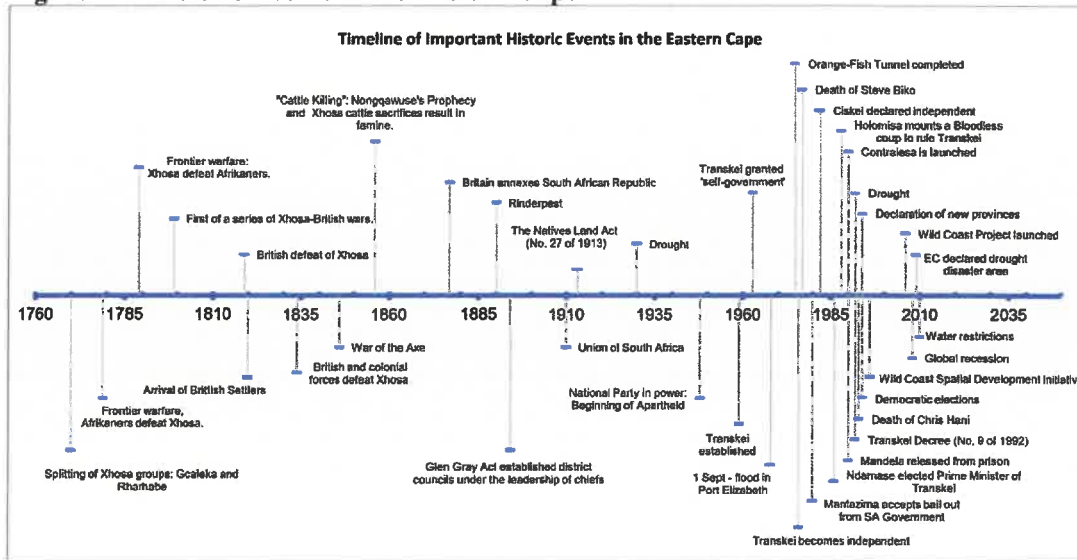 Timeline of Important Historic Events in the Eastern Cape
Orange-Fish Tunnel completed
Death of Steve Biko
"Cattle Killing": Nongqawuse's Prophecy
and Xhosa cattle sacrifices result in
famine.
Ciskei declared independent
Holomisa mounts a Bloodless
coup to rule Transkei
Contralesa is launched
Frontier warfare:
Xhosa defeat Afrikaners.
Transkei granted
'self-government'
Britain annexes South African Republic
Drought
Rinderpest
First of a series of Xhosa-British wars.
Declaration of new provinces
The Natives Land Act
(No. 27 of 1913)
Drought
Wild Coast Project launched
British defeat of Xhosa
EC declared drought
disaster area
1760 1785 1810 1835 1860 1885 1910 1935 1960 1985 2010 2035
Water restrictions
War of the Axe
Union of South Africa
Global recession
British and colonial
forces defeat Xhosa
Arrival of British Settlers
Wild Coast Spatial Development Initiative
Frontier warfare,
Afrikaners defeat Xhosa.
National Party in power:
Beginning of Apartheid
Democratic elections
Death of Chris Hani
Transkei
established
Transkei Decree (No, 9 of 1992)
Splitting of Xhosa groups: Gcaleka and
Rharhabe
Glen Gray Act established district
councils under the leadership of chiefs
1 Sept - flood in
Port Elizabeth
Mandela released from prison
Ndamase elected Prime Minister of
Transkei
Mantazima accepts bail out
from SA Government
Transkei becomes independent